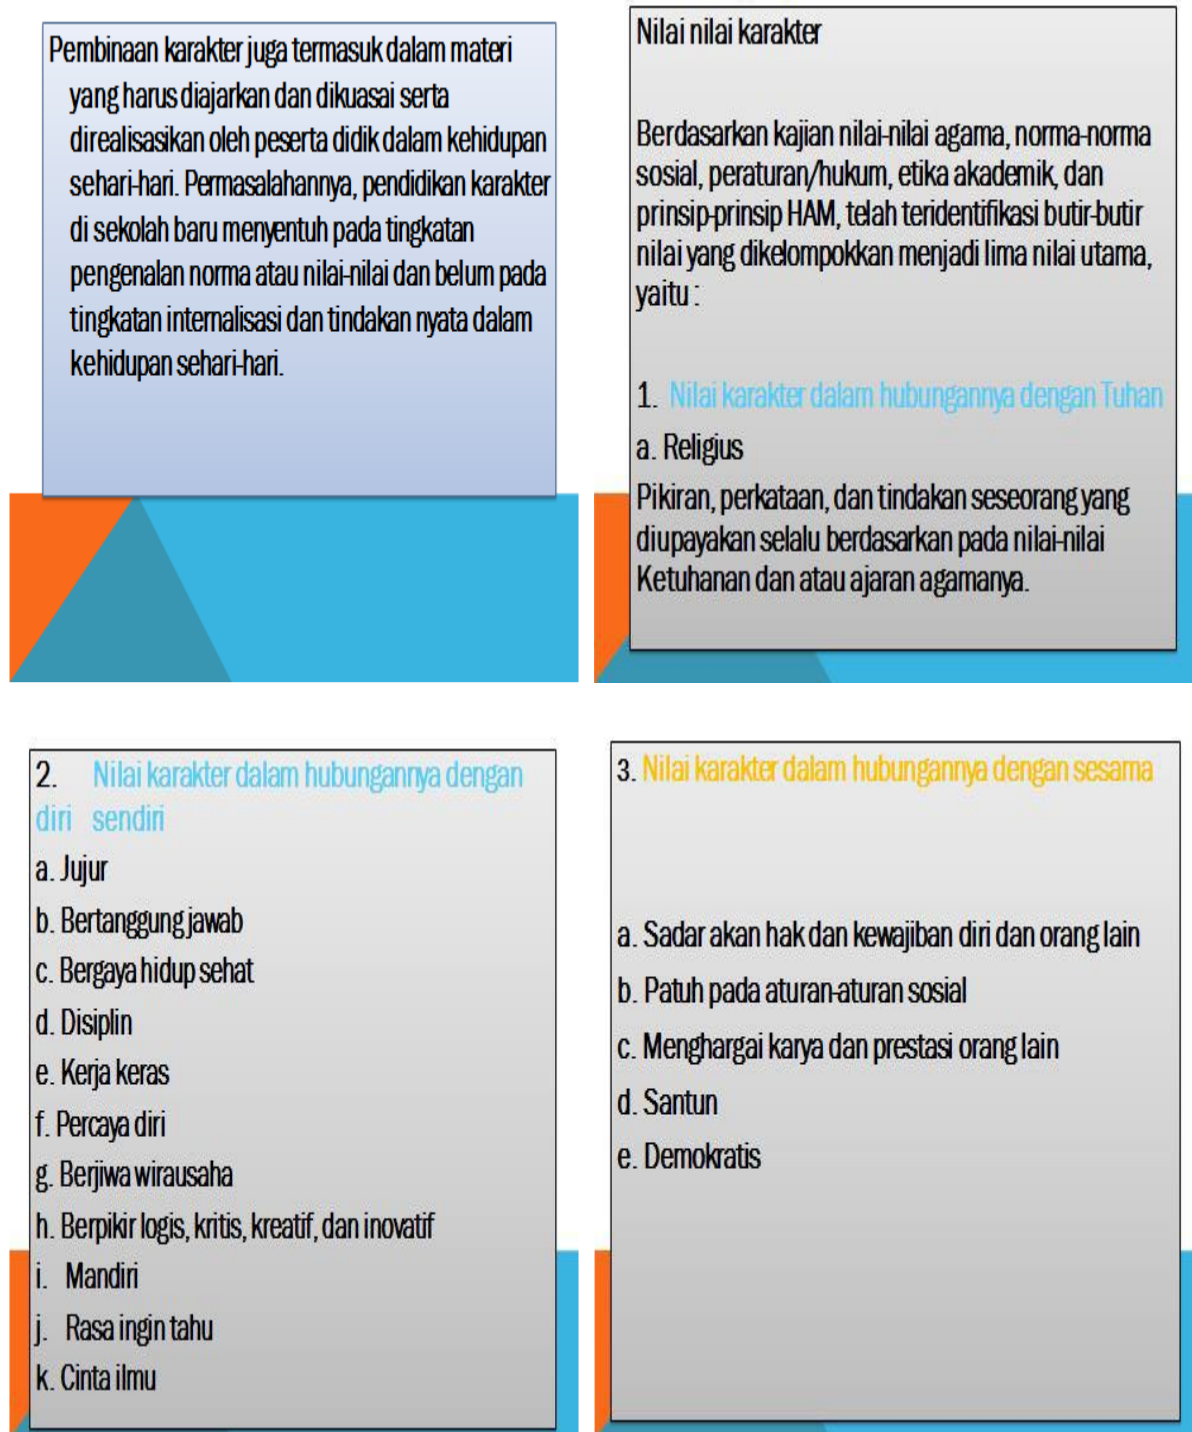 Pembinaan karakter juga termasuk dalam materi
yang harus diajarkan dan dikuasai serta
direalisasikan oleh peserta didik dalam kehidupan
sehari-hari. Permasalahannya, pendidikan karakter
di sekolah baru menyentuh pada tingkatan
pengenalan norma atau nilai-nilai dan belum pada
tingkatan internalisasi dan tindakan nyata dalam
kehidupan sehari-hari.
Nilai nilai karakter
Berdasarkan kajian nilai-nilai agama, norma-norma
sosial, peraturan/hukum, etika akademik, dan
prinsip-prinsip HAM, telah teridentifikasi butir-butir
nilai yang dikelompokkan menjadi lima nilai utama,
yaitu :
1. Nilai karakter dalam hubungannya dengan Tuhan
a. Religius
Pikiran, perkataan, dan tindakan seseorang yang
diupayakan selalu berdasarkan pada nilai-nilai
Ketuhanan dan atau ajaran agamanya.
2. Nilai karakter dalam hubungannya dengan
diri sendiri
a. Jujur
b. Bertanggung jawab
c. Bergaya hidup sehat
d. Disiplin
e. Kerja keras
f. Percaya diri
g. Berjiwa wirausaha
h. Berpikir logis, kritis, kreatif, dan inovatif
i. Mandiri
j. Rasa ingin tahu
k. Cinta ilmu
3. Nilai karakter dalam hubungannya dengan sesama
a. Sadar akan hak dan kewajiban diri dan orang lain
b. Patuh pada aturan-aturan sosial
c. Menghargai karya dan prestasi orang lain
d. Santun
e. Demokratis